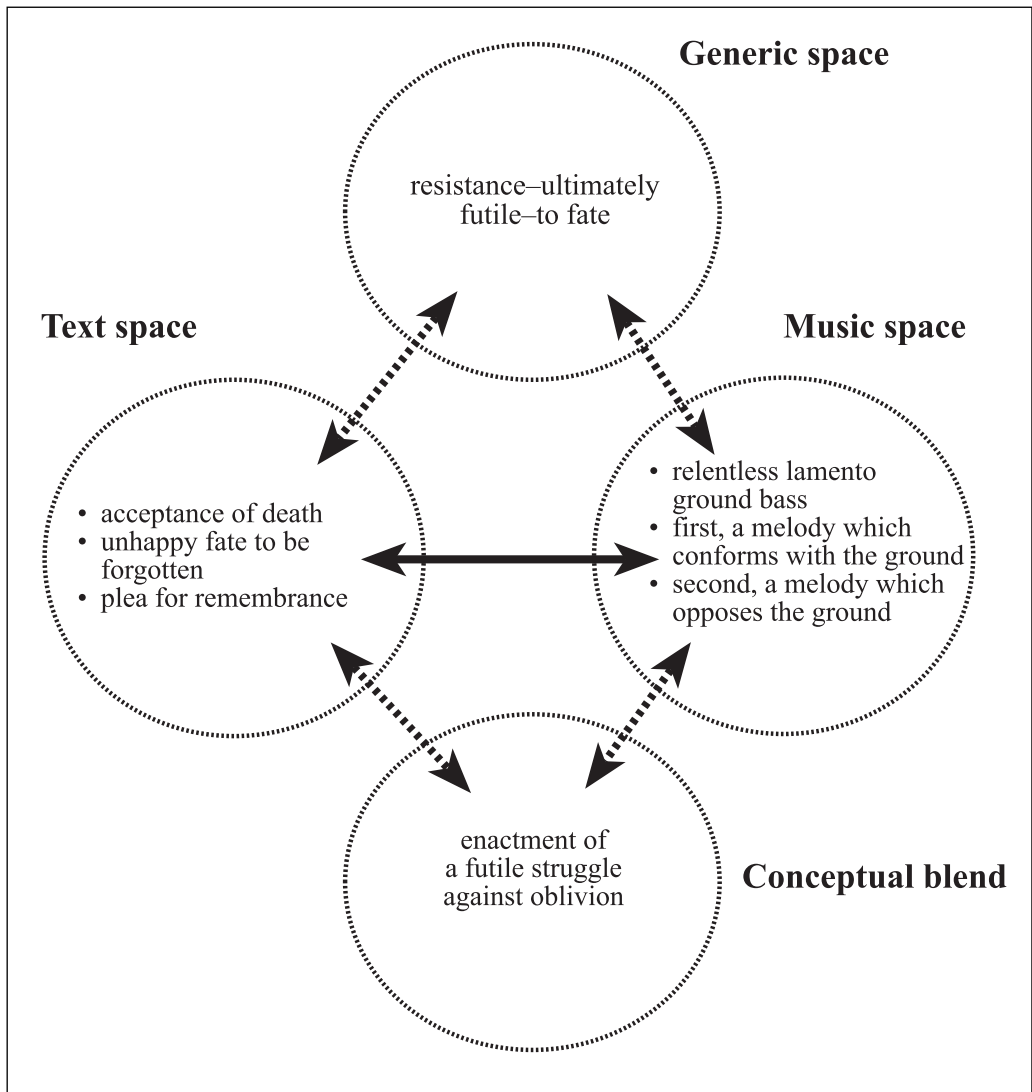 Generic space
resistance–ultimately
futile–to fate
Text space
• acceptance of death
• unhappy fate to be
forgotten
• plea for remembrance
Music space
• relentless lamento
ground bass
• first, a melody which
conforms with the ground
• second, a melody which
opposes the ground
enactment of
a futile struggle
against oblivion
Conceptual blend